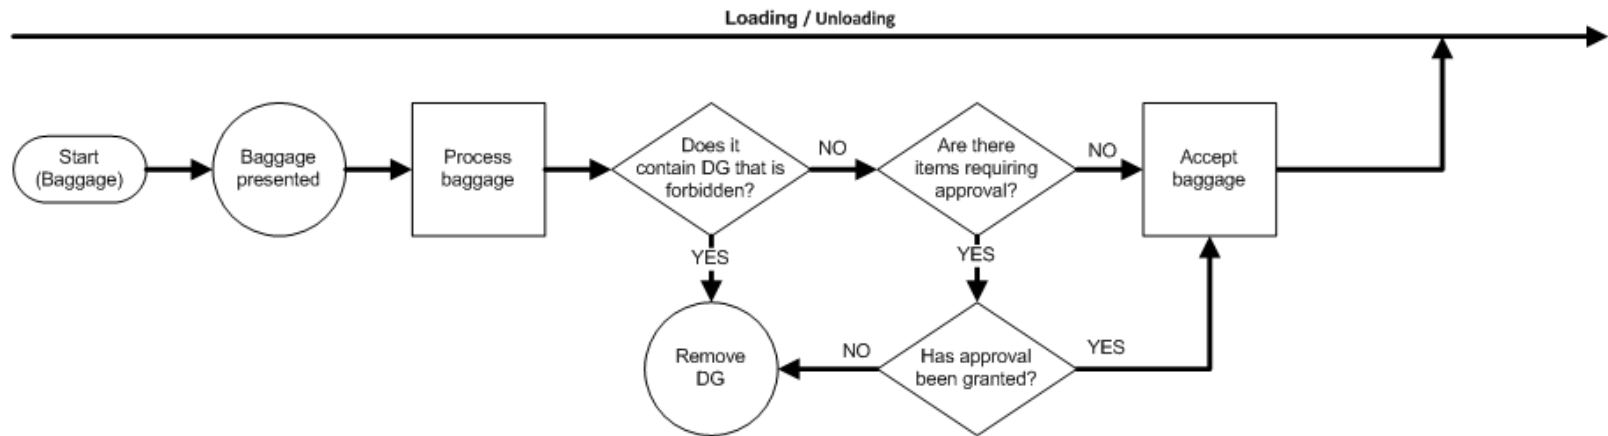 Loading / Unloading
Start
(Baggage)
Baggage
presented
Process
baggage
Does it
contain DG that is
forbidden?
NO
Are there
items requiring
approval?
NO
Accept
baggage
YES
YES
Remove
DG
NO
Has approval
been granted?
YES